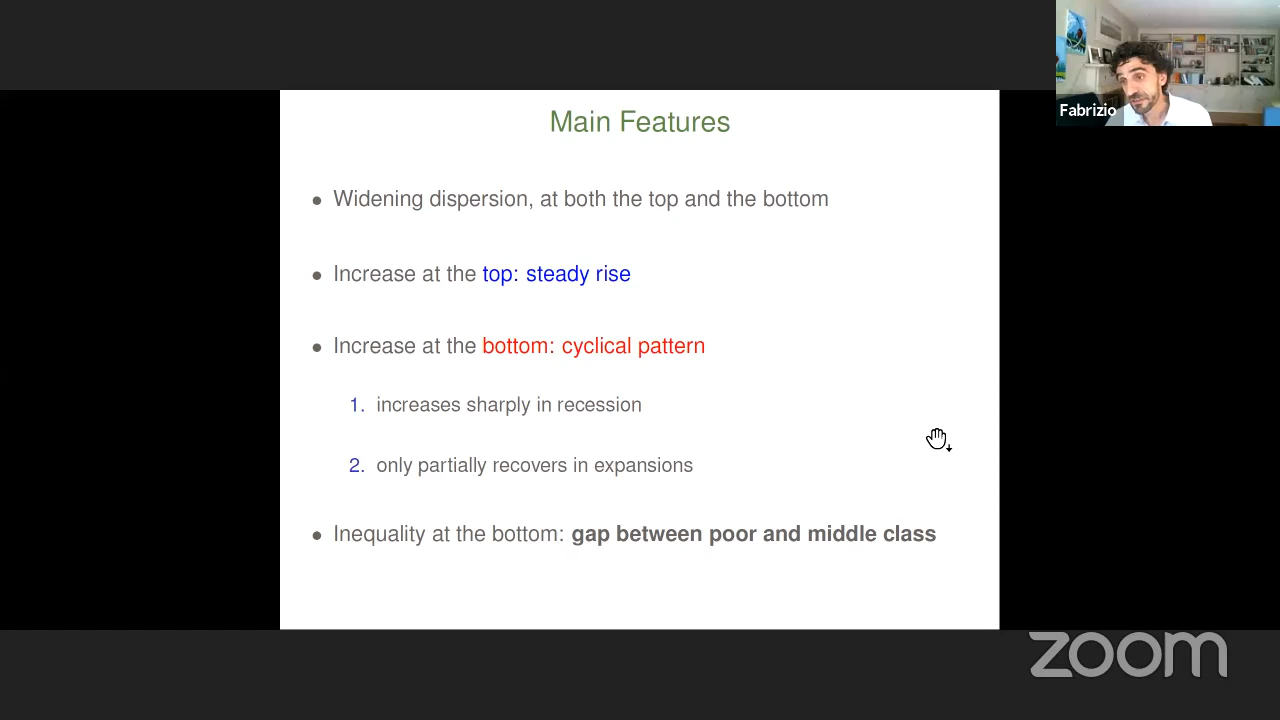 Fabrizio
Main Features
• Widening dispersion, at both the top and the bottom
• Increase at the top: steady rise
• Increase at the bottom: cyclical pattern
1. increases sharply in recession
2. only partially recovers in expansions
• Inequality at the bottom: gap between poor and middle class
zoom